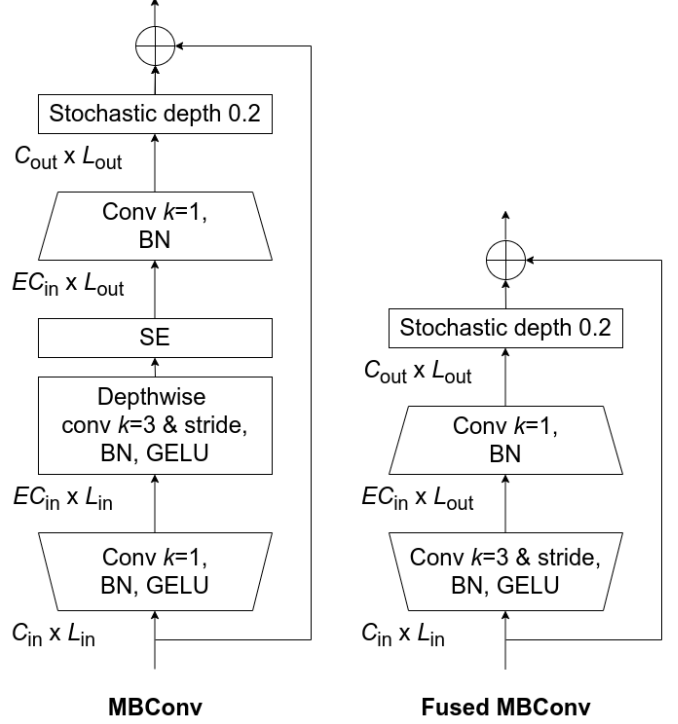 Stochastic depth 0.2
C_out x L_out
Conv k=1,
BN
EC_in x L_out
SE
Depthwise
conv k=3 & stride,
BN, GELU
EC_in x L_in
Conv k=1,
BN, GELU
C_in x L_in
MBConv
Stochastic depth 0.2
C_out x L_out
Conv k=1,
BN
EC_in x L_out
Conv k=3 & stride,
BN, GELU
C_in x L_in
Fused MBConv